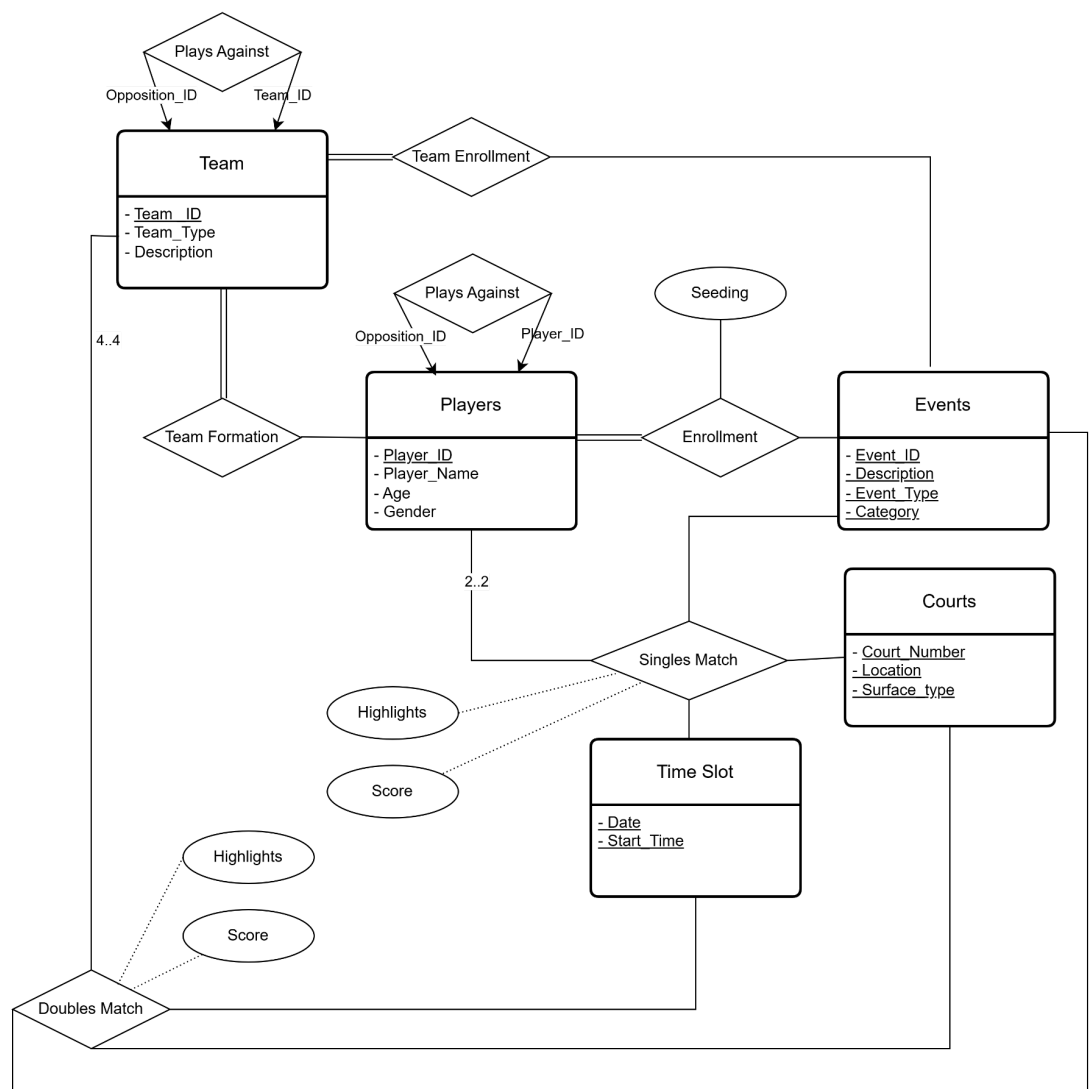 Plays Against
Opposition_ID
Team_ID
Team
Team Enrollment
- Team _ID
- Team_Type
- Description
Plays Against
Seeding
Opposition_ID
Player_ID
4..4
Players
Events
Team Formation
Enrollment
- Player_ID
- Player_Name
- Age
- Gender
- Event_ID
- Description
- Event_Type
- Category
2..2
Courts
Singles Match
- Court_Number
- Location
- Surface_type
Highlights
Time Slot
Score
- Date
- Start_Time
Highlights
Score
Doubles Match